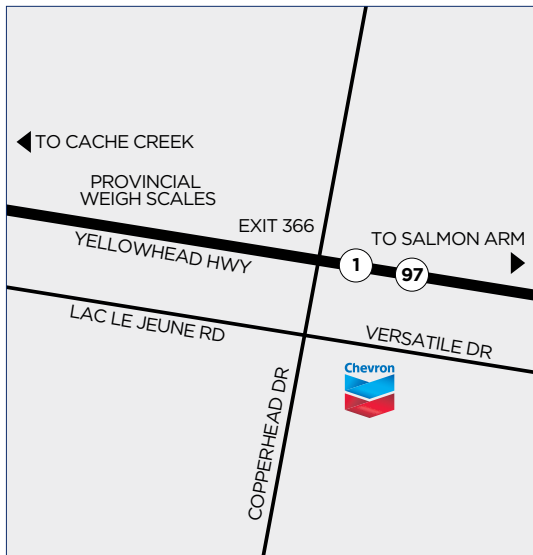 TO CACHE CREEK
PROVINCIAL
WEIGH SCALES
EXIT 366
TO SALMON ARM
YELLOWHEAD HWY
1
97
LAC LE JEUNE RD
VERSATILE DR
Chevron
COPPERHEAD DR